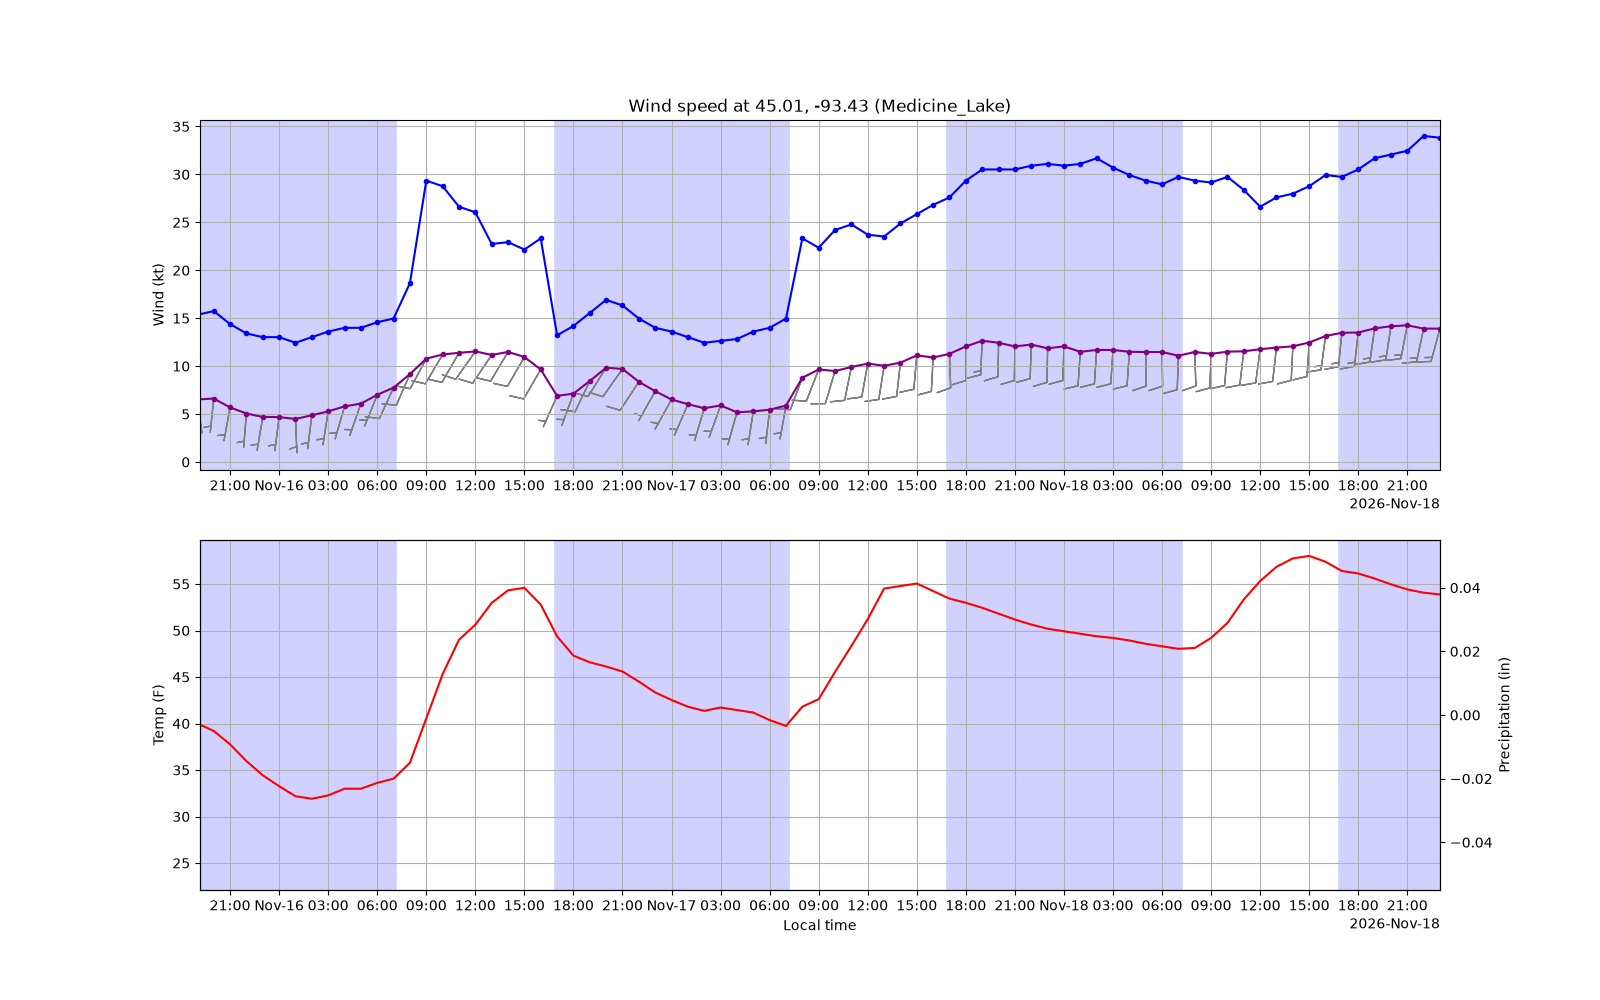 Wind speed at 45.01, -93.43 (Medicine_Lake)
35
30
25
20
15
10
5
0
Wind (kt)
21:00 Nov-16 03:00 06:00 09:00 12:00 15:00 18:00 21:00 Nov-17 03:00 06:00 09:00 12:00 15:00 18:00 21:00 Nov-18 03:00 06:00 09:00 12:00 15:00 18:00 21:00
2026-Nov-18
55
50
45
40
35
30
25
Temp (F)
0.04
0.02
0.00
−0.02
−0.04
Precipitation (in)
21:00 Nov-16 03:00 06:00 09:00 12:00 15:00 18:00 21:00 Nov-17 03:00 06:00 09:00 12:00 15:00 18:00 21:00 Nov-18 03:00 06:00 09:00 12:00 15:00 18:00 21:00
Local time
2026-Nov-18